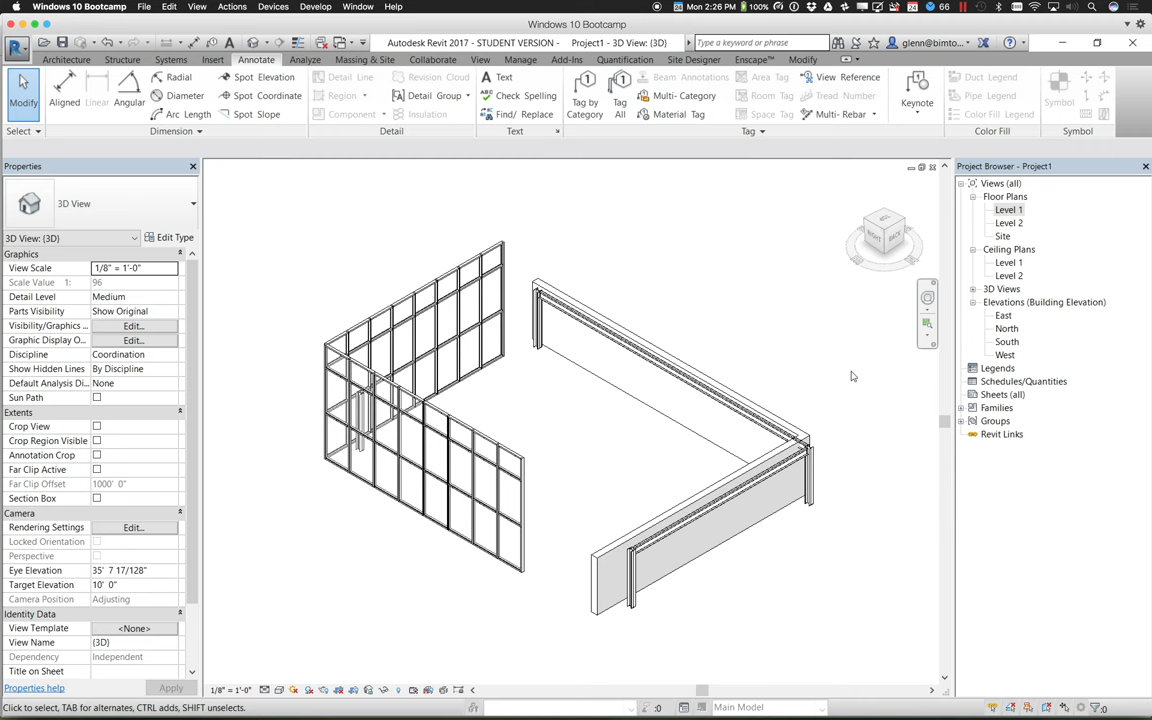 Windows 10 Bootcamp File Edit View Actions Devices Develop Window Help 24 100% 24 66 Mon 2:26 PM
Windows 10 Bootcamp
Autodesk Revit 2017 - STUDENT VERSION - Project1 - 3D View: {3D} Type a keyword or phrase glenn@bimto...
Architecture Structure Systems Insert Annotate Analyze Massing & Site Collaborate View Manage Add-Ins Quantification Site Designer Enscape™ Modify
Modify Aligned Linear Angular Radial Diameter Arc Length Spot Elevation Spot Coordinate Spot Slope
Detail Line Region Component Revision Cloud Detail Group Insulation
Text Check Spelling Find/ Replace
Tag by Category Tag All Beam Annotations Multi- Category Material Tag Area Tag Room Tag Space Tag View Reference Tread Number Multi- Rebar Keynote
Duct Legend Pipe Legend Color Fill Legend Symbol
Select Dimension Detail Text Tag Color Fill Symbol
Properties
3D View
3D View: {3D} Edit Type
Graphics
View Scale 1/8" = 1'-0"
Scale Value 1: 96
Detail Level Medium
Parts Visibility Show Original
Visibility/Graphics ... Edit...
Graphic Display O... Edit...
Discipline Coordination
Show Hidden Lines By Discipline
Default Analysis Di... None
Sun Path
Extents
Crop View
Crop Region Visible
Annotation Crop
Far Clip Active
Far Clip Offset 1000' 0"
Section Box
Camera
Rendering Settings Edit...
Locked Orientation
Perspective
Eye Elevation 35' 7 17/128"
Target Elevation 10' 0"
Camera Position Adjusting
Identity Data
View Template <None>
View Name {3D}
Dependency Independent
Title on Sheet
Properties help Apply
RIGHT BACK
Project Browser - Project1
Views (all)
Floor Plans
Level 1
Level 2
Site
Ceiling Plans
Level 1
Level 2
3D Views
Elevations (Building Elevation)
East
North
South
West
Legends
Schedules/Quantities
Sheets (all)
Families
Groups
Revit Links
1/8" = 1'-0"
Click to select, TAB for alternates, CTRL adds, SHIFT unselects. :0 Main Model :0